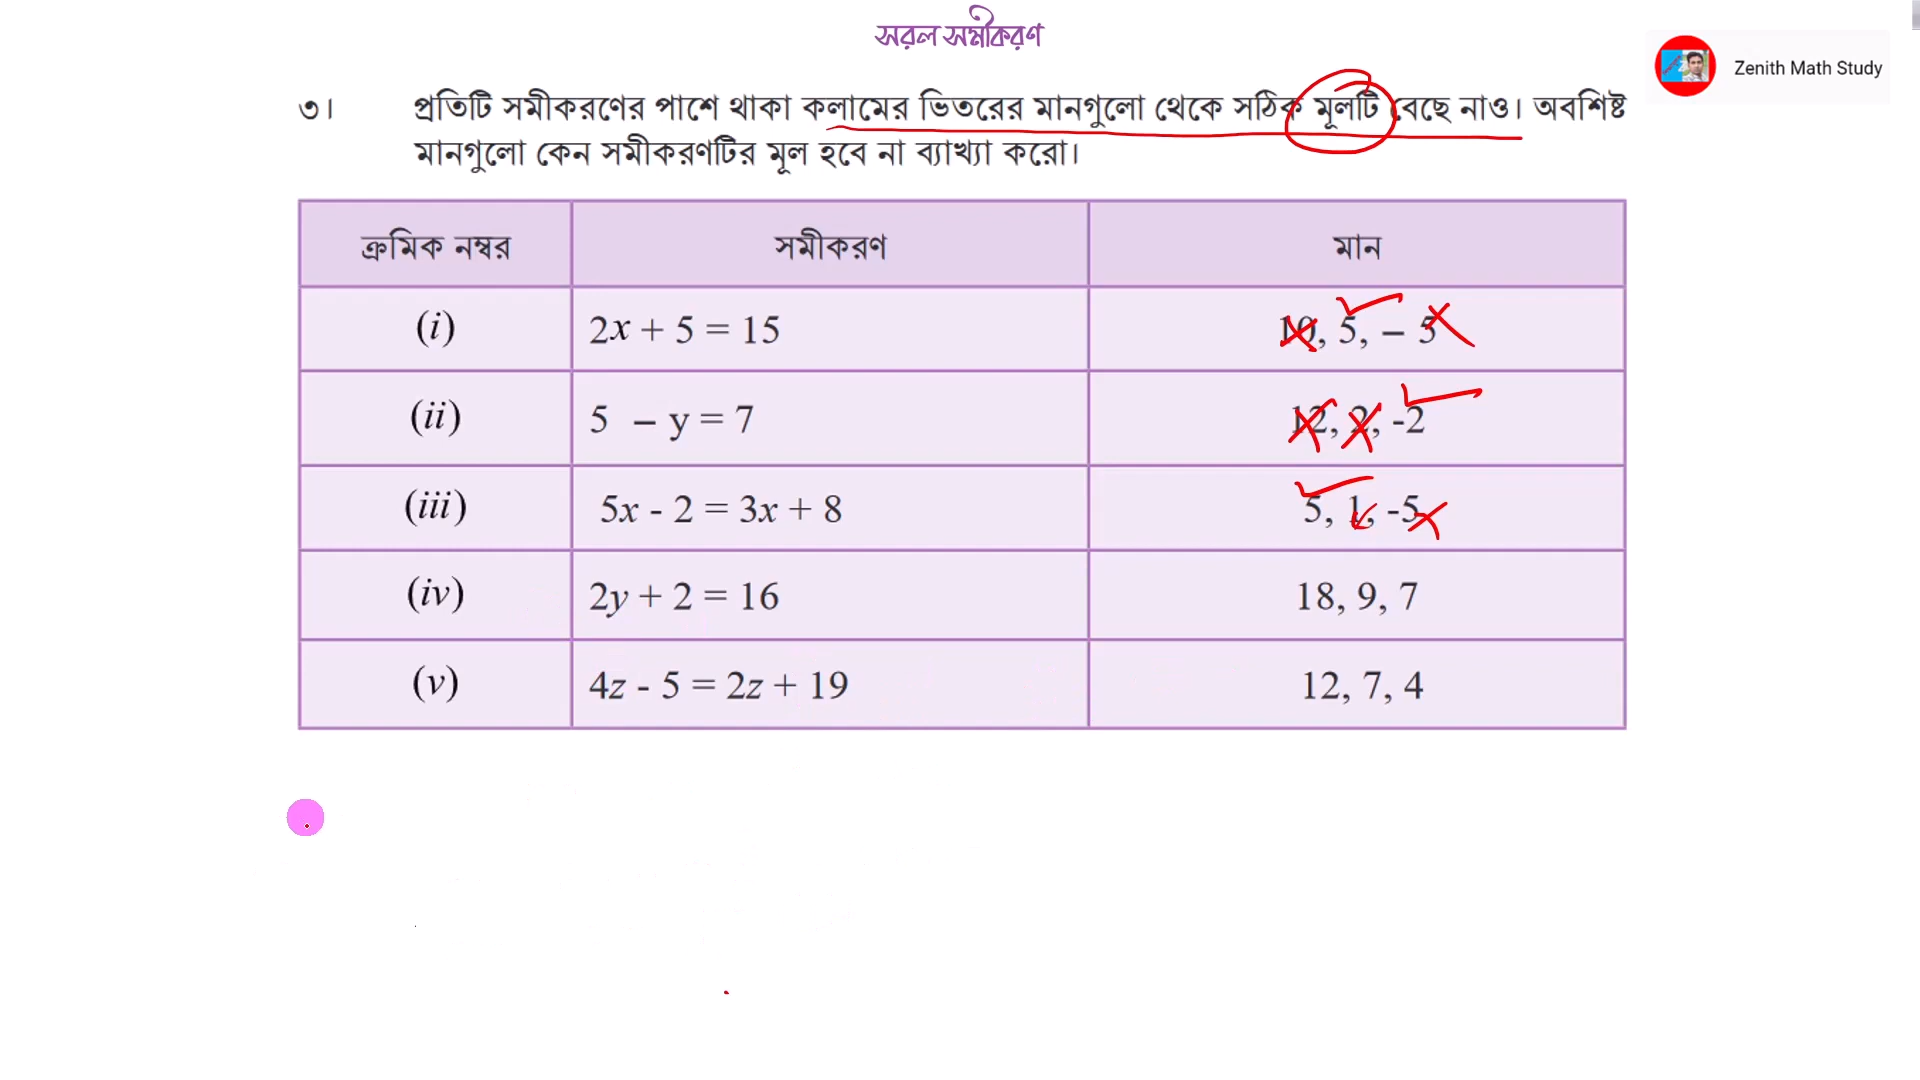 সরল সমীকরণ
Zenith Math Study
৩। প্রতিটি সমীকরণের পাশে থাকা কলামের ভিতরের মানগুলো থেকে সঠিক মূলটি বেছে নাও। অবশিষ্ট
মানগুলো কেন সমীকরণটির মূল হবে না ব্যাখ্যা করো।
ক্রমিক নম্বর সমীকরণ মান
(i) 2x + 5 = 15 10, 5, – 5
(ii) 5 – y = 7 12, 2, -2
(iii) 5x - 2 = 3x + 8 5, 1, -5
(iv) 2y + 2 = 16 18, 9, 7
(v) 4z - 5 = 2z + 19 12, 7, 4